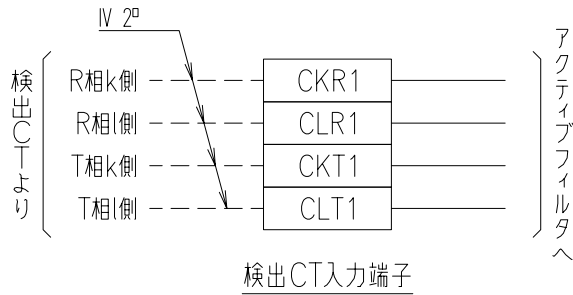 IV 2□
検出CTより
R相k側
CKR1
R相l側
CLR1
T相k側
CKT1
T相l側
CLT1
アクティブフィルタへ
検出CT入力端子